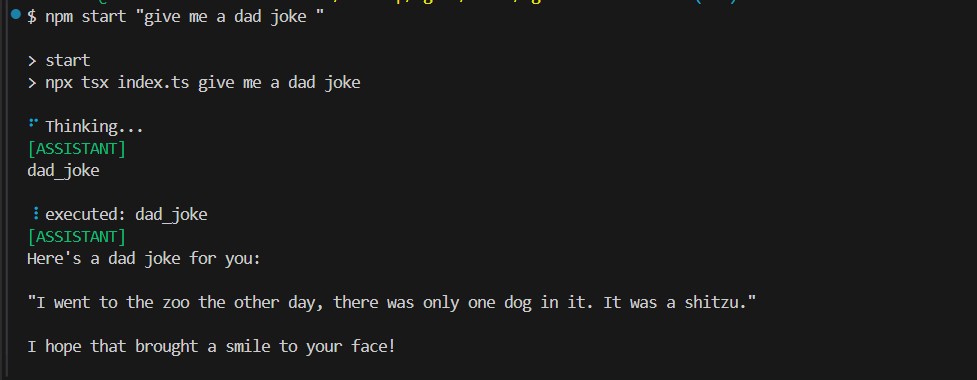 $ npm start "give me a dad joke "
> start
> npx tsx index.ts give me a dad joke
Thinking...
[ASSISTANT]
dad_joke
executed: dad_joke
[ASSISTANT]
Here's a dad joke for you:
"I went to the zoo the other day, there was only one dog in it. It was a shitzu."
I hope that brought a smile to your face!